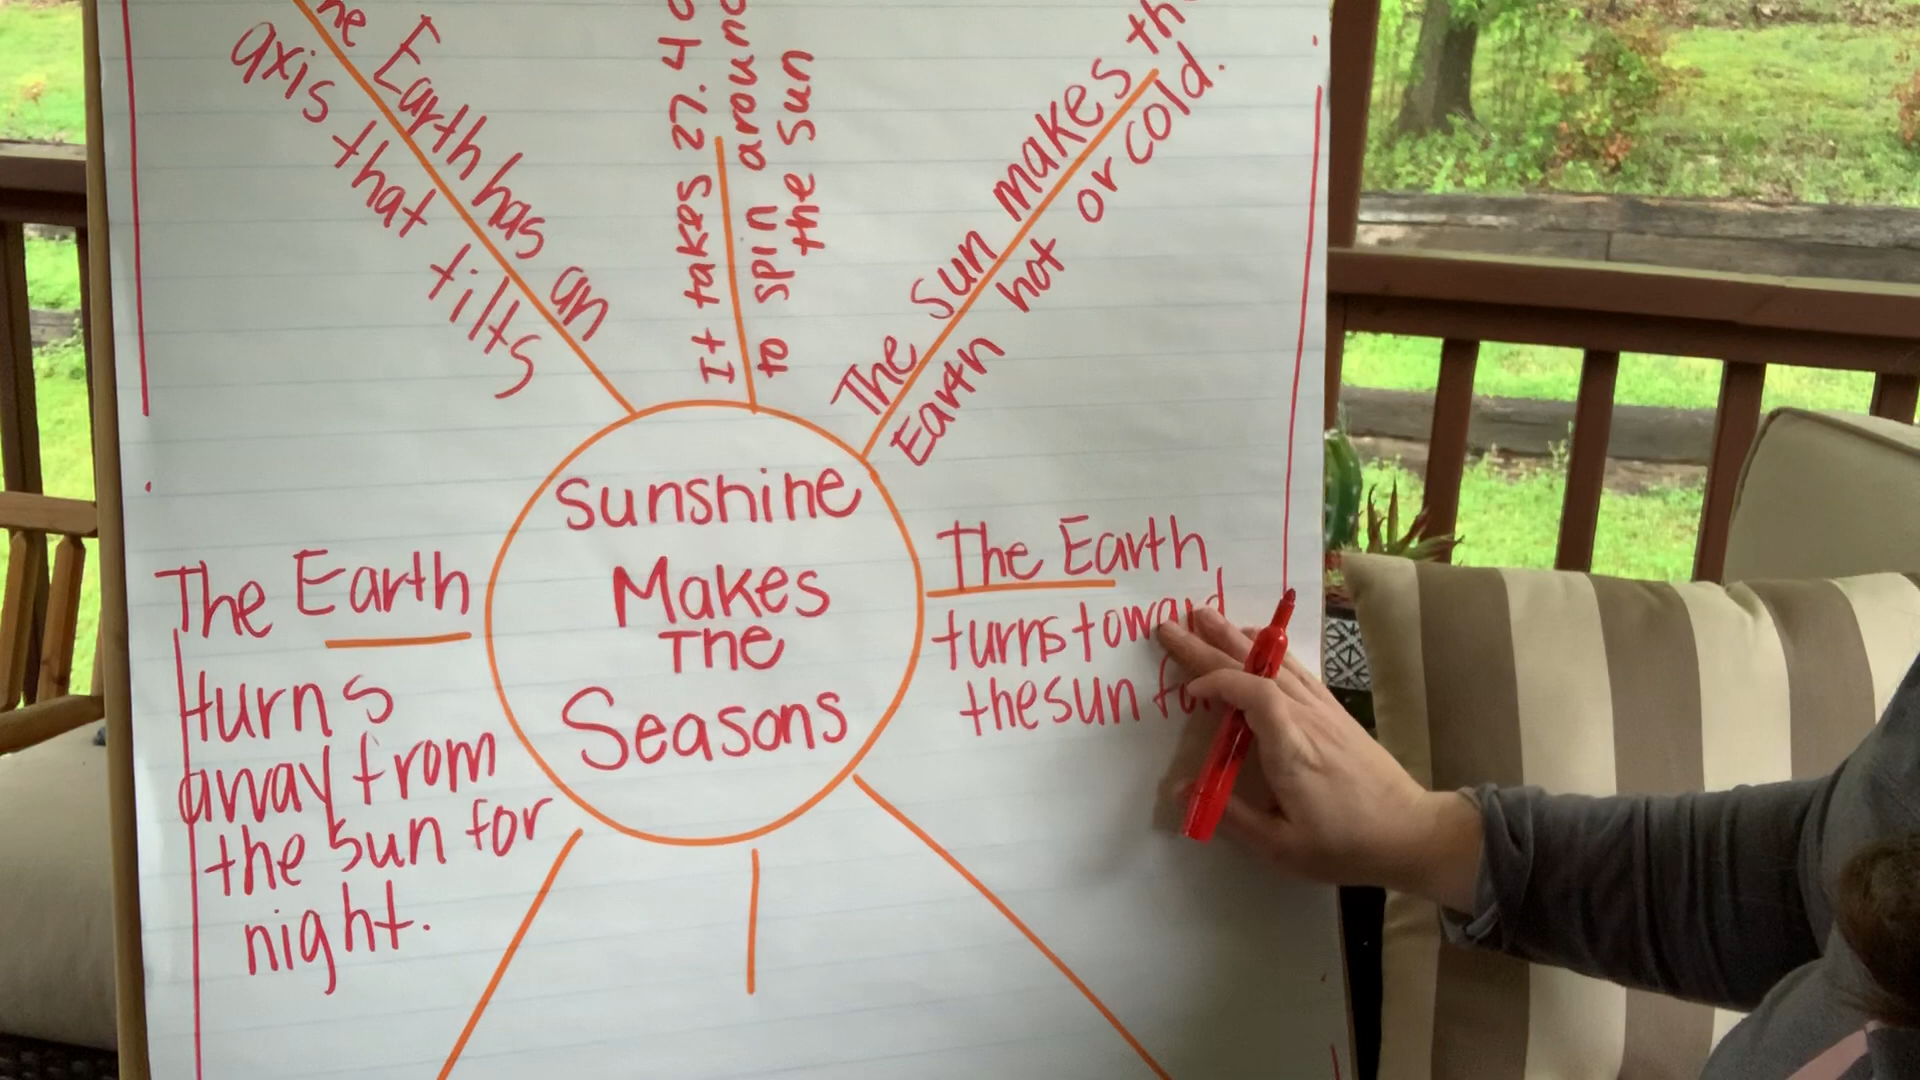 The Earth has an
axis that tilts
It takes 27.4
to spin around
the sun
The Sun makes
Earth hot or cold.
Sunshine
Makes
The
Seasons
The Earth
turns
away from
the sun for
night.
The Earth
turns toward
the sun